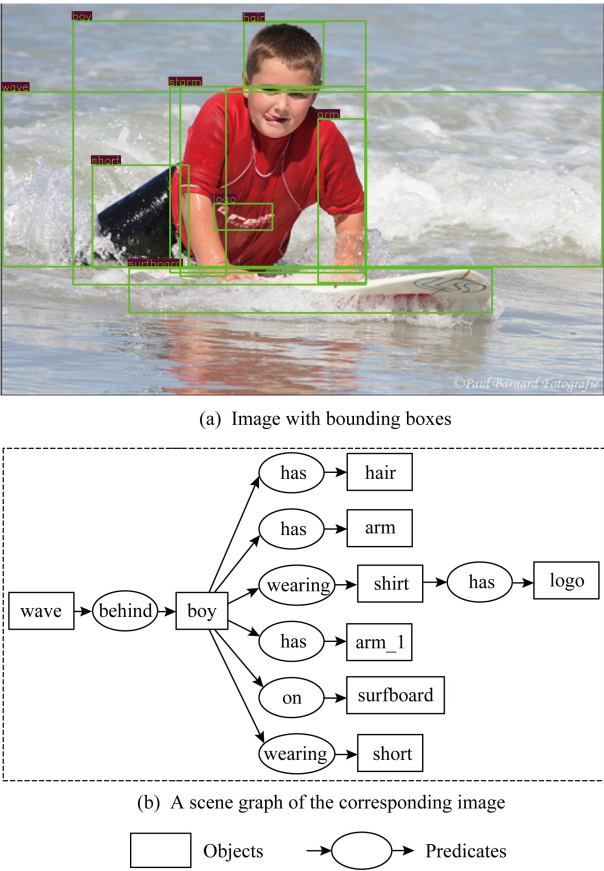 boy
hair
wave
arm
short
logo
surfboard
©Paul Barnard Fotografie
(a) Image with bounding boxes
has
hair
has
arm
wearing
shirt
has
logo
wave
behind
boy
has
arm_1
on
surfboard
wearing
short
(b) A scene graph of the corresponding image
Objects
Predicates